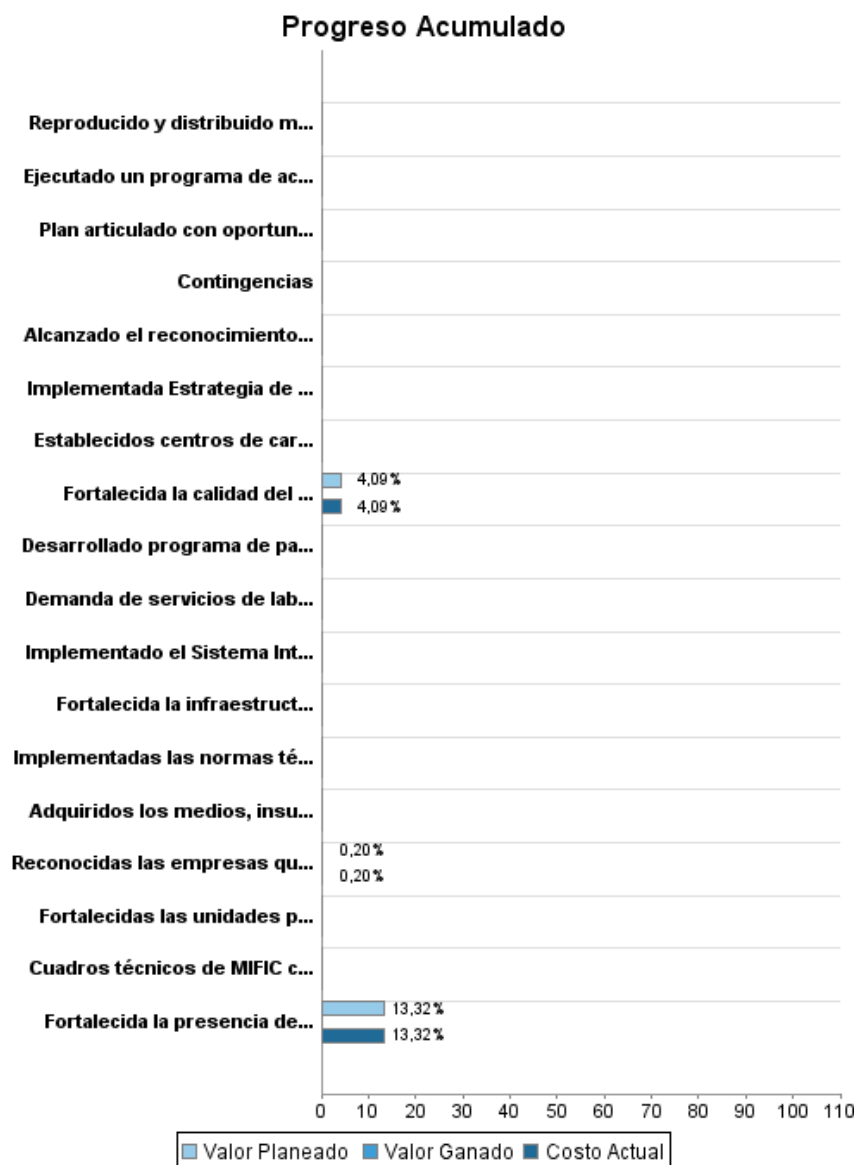 Progreso Acumulado
Reproducido y distribuido m...
Ejecutado un programa de ac...
Plan articulado con oportun...
Contingencias
Alcanzado el reconocimiento...
Implementada Estrategia de ...
Establecidos centros de car...
4,09%
Fortalecida la calidad del ...
4,09%
Desarrollado programa de pa...
Demanda de servicios de lab...
Implementado el Sistema Int...
Fortalecida la infraestruct...
Implementadas las normas té...
Adquiridos los medios, insu...
0,20%
Reconocidas las empresas qu...
0,20%
Fortalecidas las unidades p...
Cuadros técnicos de MIFIC c...
13,32%
Fortalecida la presencia de...
13,32%
0 10 20 30 40 50 60 70 80 90 100 110
Valor Planeado Valor Ganado Costo Actual